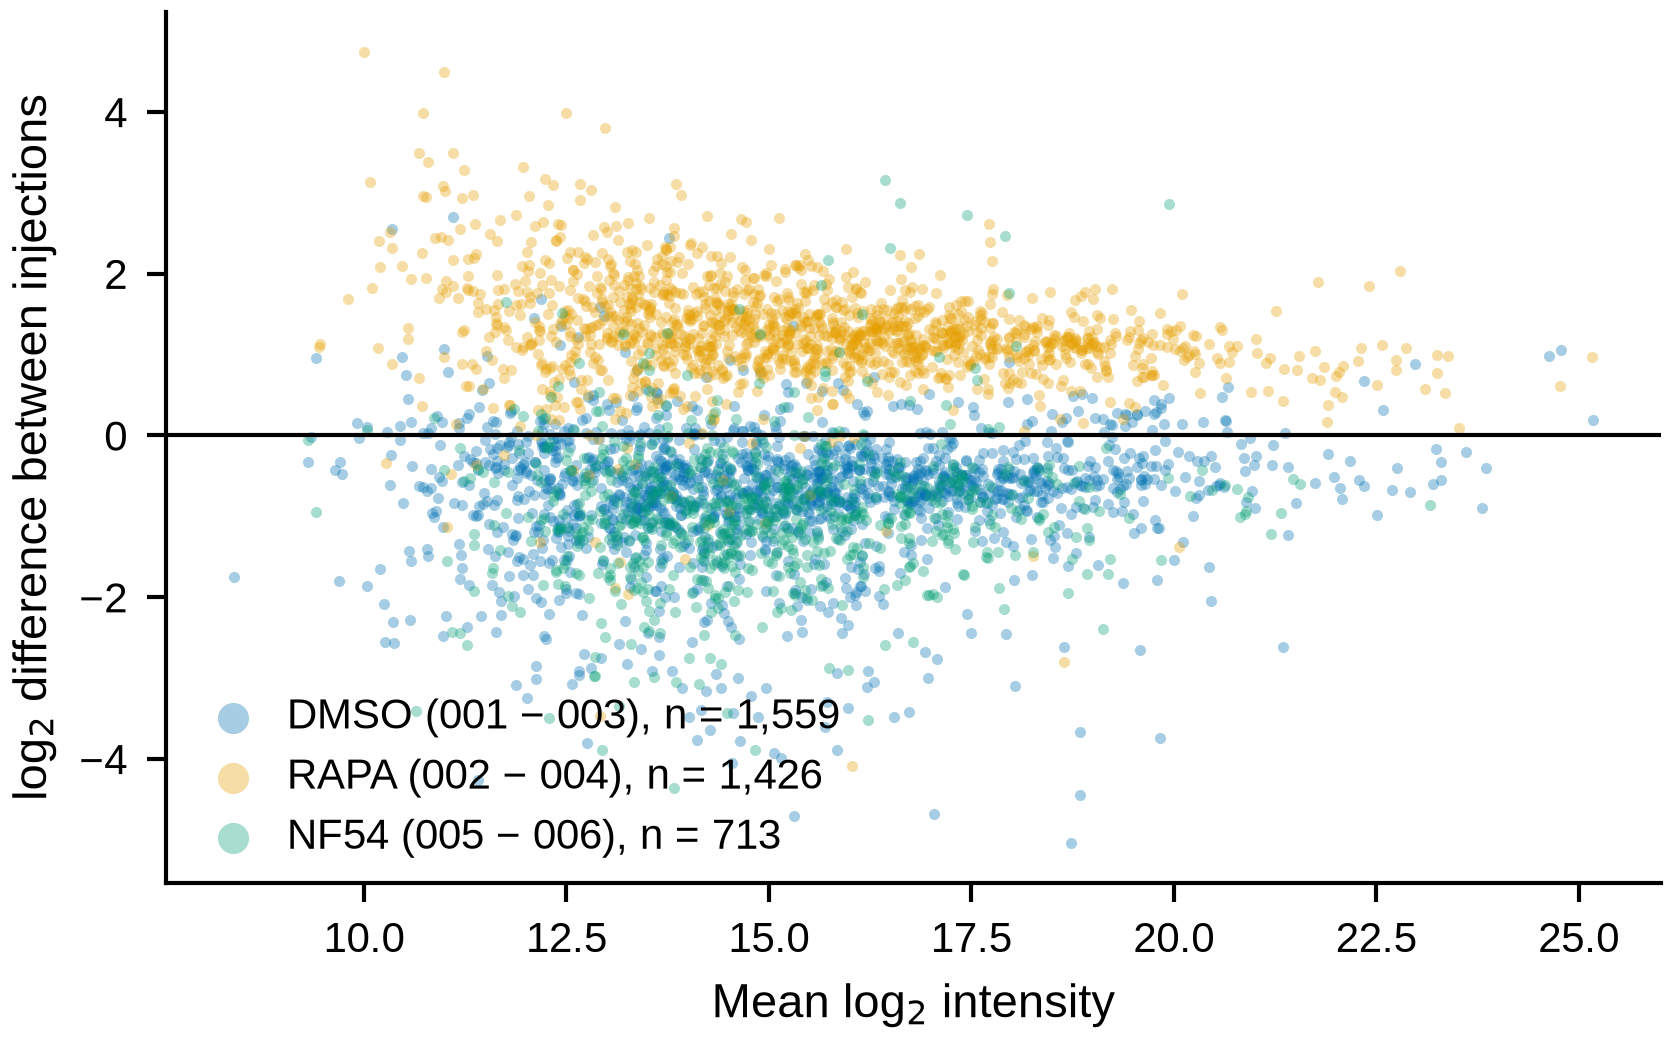 log₂ difference between injections
4
2
0
−2
−4
DMSO (001 − 003), n = 1,559
RAPA (002 − 004), n = 1,426
NF54 (005 − 006), n = 713
10.0 12.5 15.0 17.5 20.0 22.5 25.0
Mean log₂ intensity